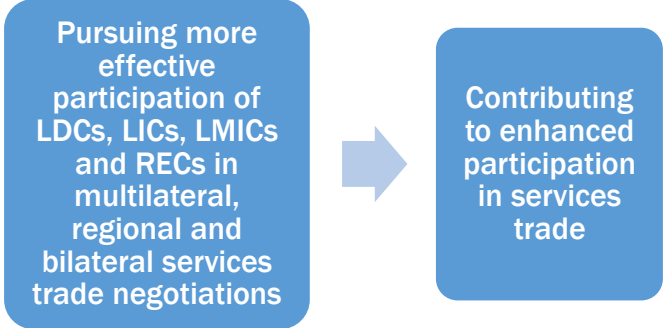 Pursuing more
effective
participation of
LDCs, LICs, LMICs
and RECs in
multilateral,
regional and
bilateral services
trade negotiations
Contributing
to enhanced
participation
in services
trade